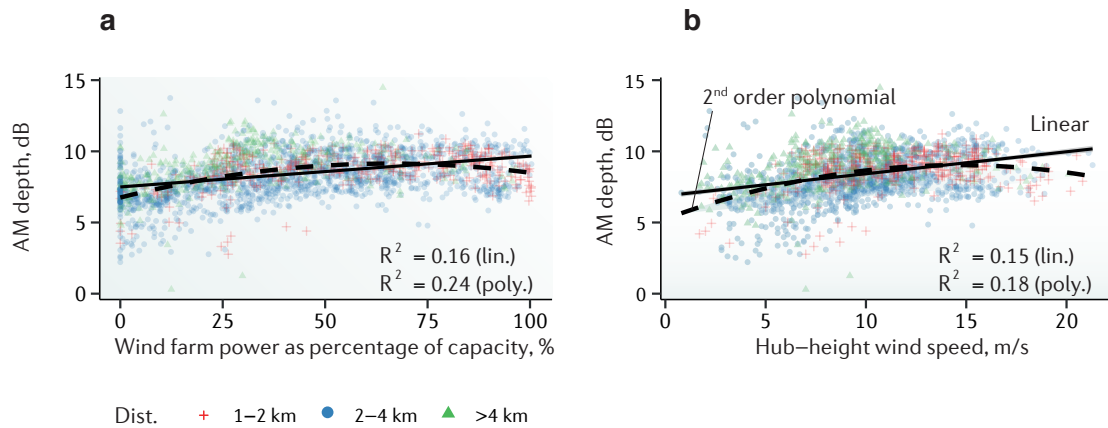 a
15
10
5
0
AM depth, dB
R² = 0.16 (lin.)
R² = 0.24 (poly.)
0 25 50 75 100
Wind farm power as percentage of capacity, %
b
15
10
5
0
AM depth, dB
2nd order polynomial
Linear
R² = 0.15 (lin.)
R² = 0.18 (poly.)
0 5 10 15 20
Hub–height wind speed, m/s
Dist. 1–2 km 2–4 km >4 km